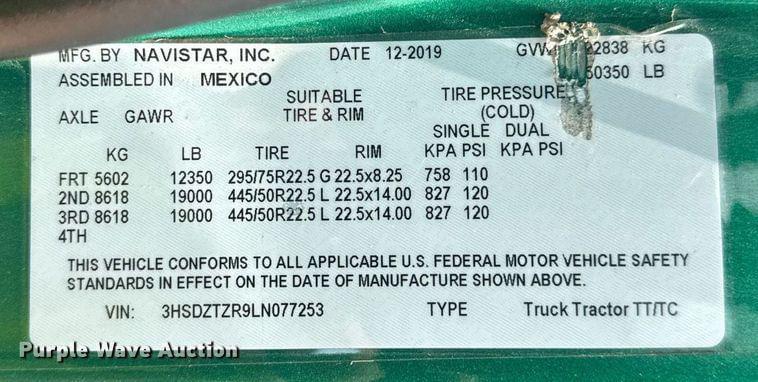 MFG. BY NAVISTAR, INC. DATE 12-2019 GVW 22838 KG
ASSEMBLED IN MEXICO 50350 LB
SUITABLE TIRE PRESSURE
AXLE GAWR TIRE & RIM (COLD)
SINGLE DUAL
KG LB TIRE RIM KPA PSI KPA PSI
FRT 5602 12350 295/75R22.5 G 22.5x8.25 758 110
2ND 8618 19000 445/50R22.5 L 22.5x14.00 827 120
3RD 8618 19000 445/50R22.5 L 22.5x14.00 827 120
4TH
THIS VEHICLE CONFORMS TO ALL APPLICABLE U.S. FEDERAL MOTOR VEHICLE SAFETY
STANDARDS IN EFFECT ON THE DATE OF MANUFACTURE SHOWN ABOVE.
VIN: 3HSDZTZR9LN077253 TYPE Truck Tractor TT/TC
Purple Wave Auction